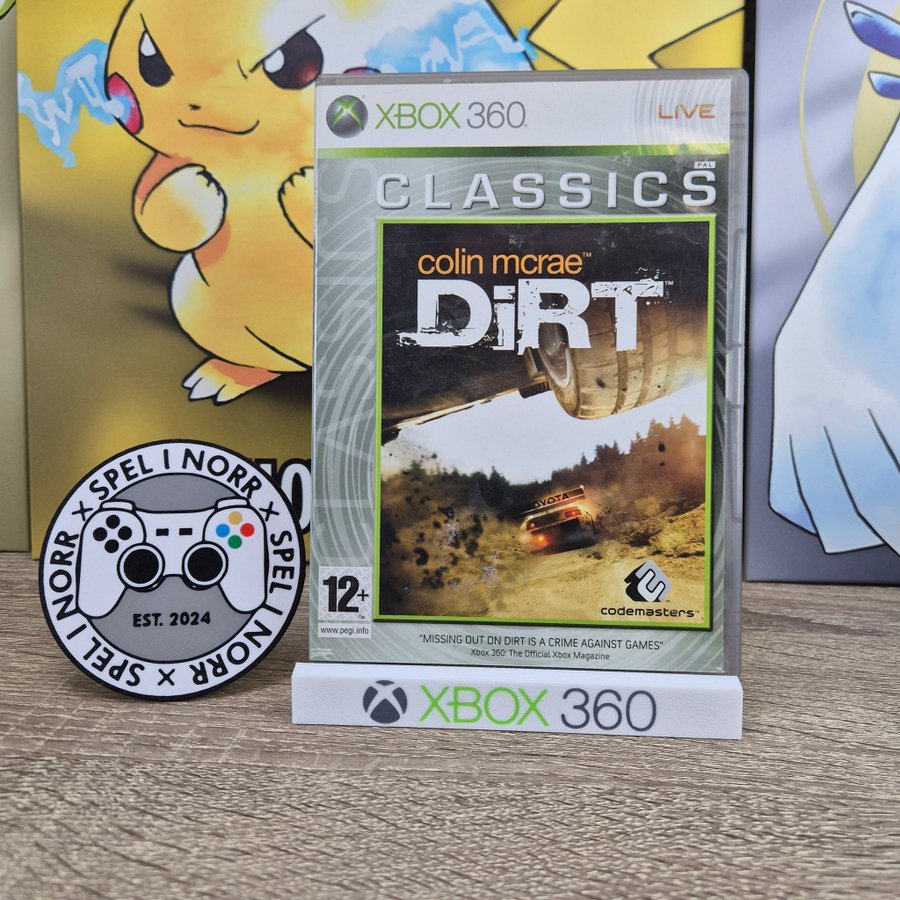 XBOX 360
LIVE
PAL
CLASSICS
colin mcrae™
DiRT™
TOYOTA
codemasters™
12+
www.pegi.info
"MISSING OUT ON DIRT IS A CRIME AGAINST GAMES"
Xbox 360: The Official Xbox Magazine
XBOX 360
SPEL I NORR × SPEL I NORR × SPEL I NORR ×
EST. 2024